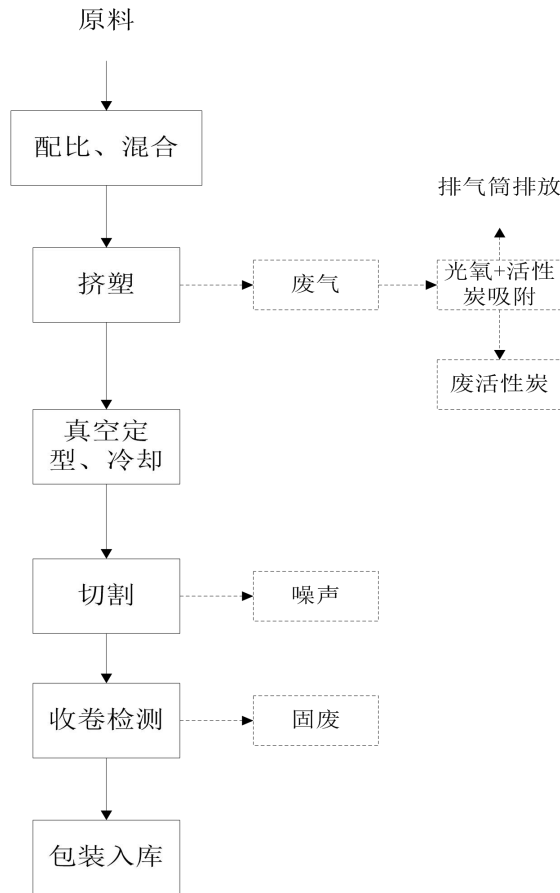 原料
配比、混合
排气筒排放
挤塑
废气
光氧+活性
炭吸附
废活性炭
真空定
型、冷却
切割
噪声
收卷检测
固废
包装入库